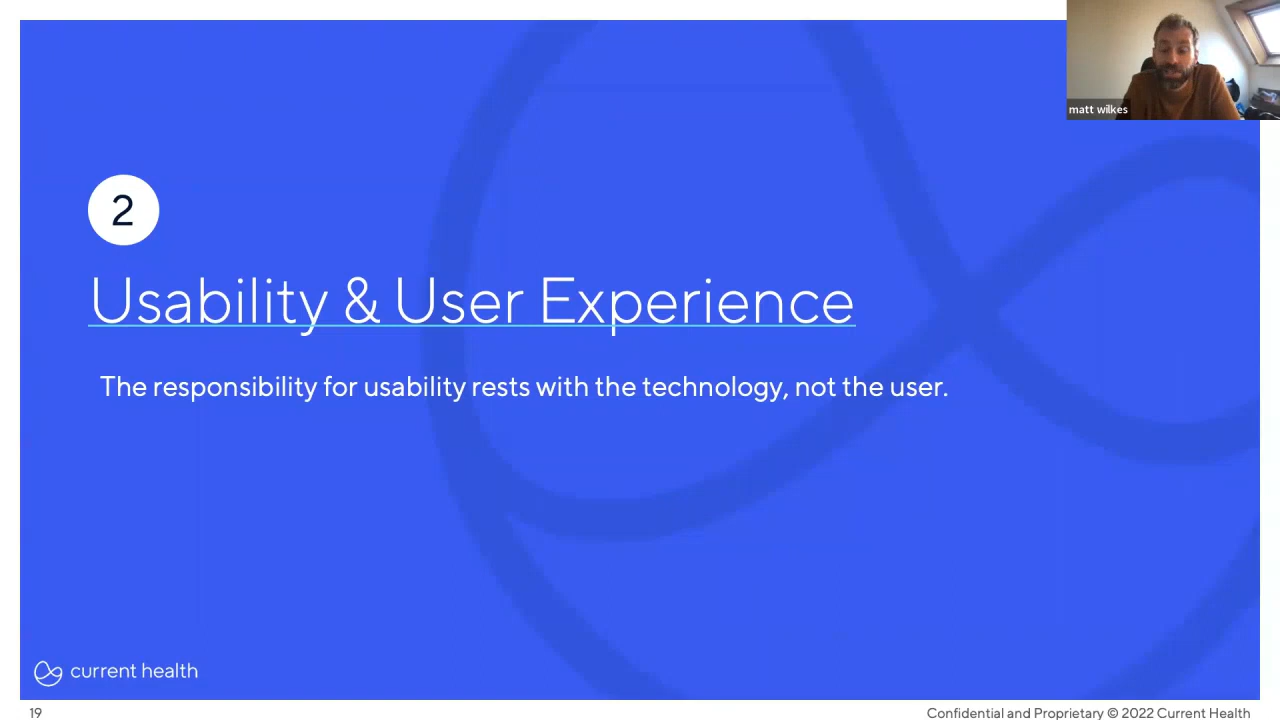 matt wilkes
2
Usability & User Experience
The responsibility for usability rests with the technology, not the user.
current health
19
Confidential and Proprietary © 2022 Current Health